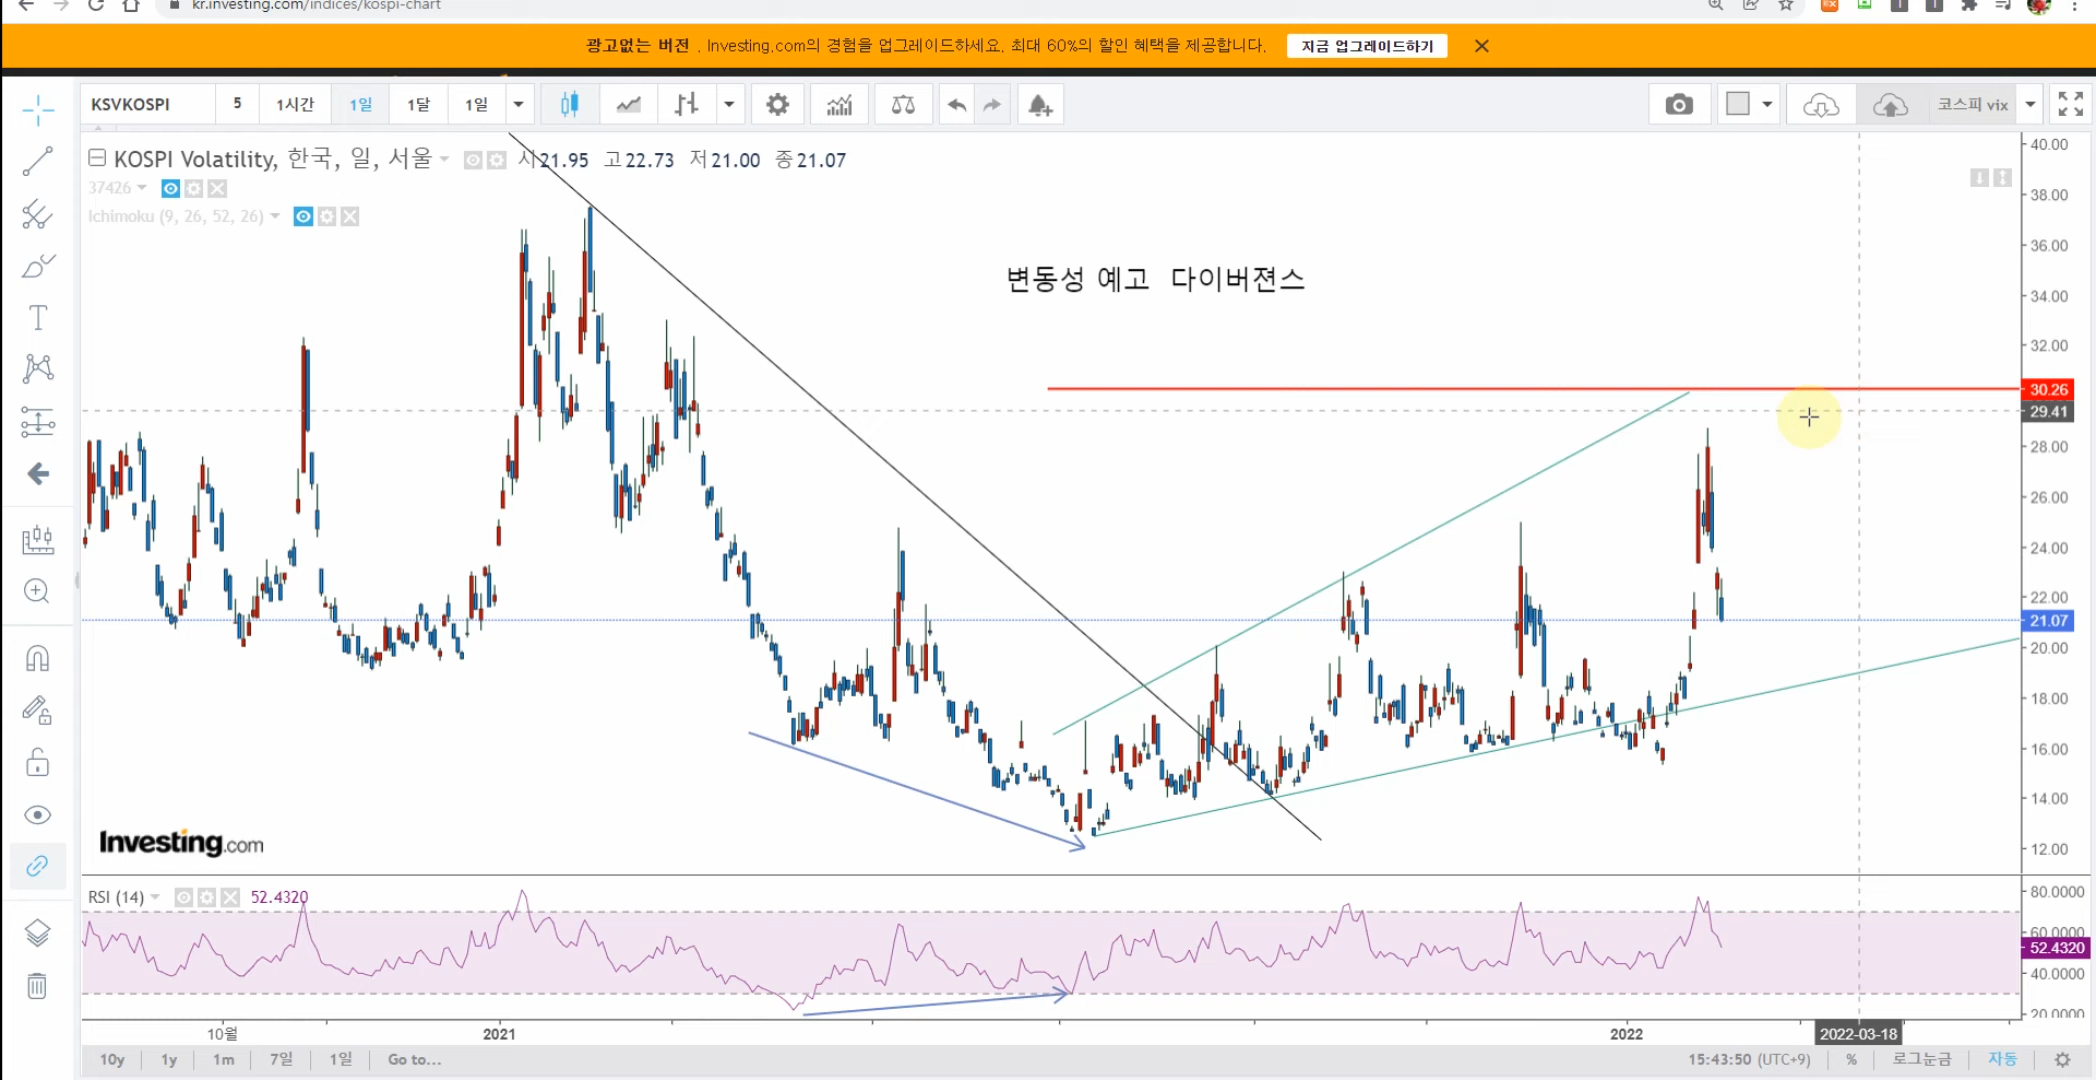 kr.investing.com/indices/kospi-chart
광고없는 버전 . Investing.com의 경험을 업그레이드하세요. 최대 60%의 할인 혜택을 제공합니다. 지금 업그레이드하기
KSVKOSPI 5 1시간 1일 1달 1일 코스피 vix
KOSPI Volatility, 한국, 일, 서울 시21.95 고22.73 저21.00 종21.07
37426
Ichimoku (9, 26, 52, 26)
변동성 예고 다이버젼스
40.00
38.00
36.00
34.00
32.00
30.26
29.41
28.00
26.00
24.00
22.00
21.07
20.00
18.00
16.00
14.00
12.00
Investing.com
RSI (14) 52.4320
80.0000
60.0000
52.4320
40.0000
20.0000
10월 2021 2022 2022-03-18
10y 1y 1m 7일 1일 Go to... 15:43:50 (UTC+9) % 로그눈금 자동